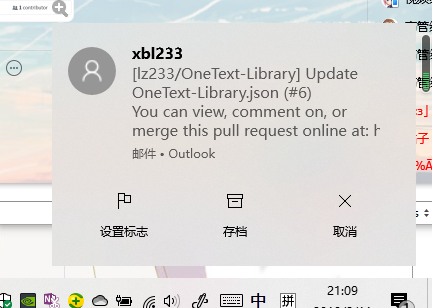 1 contributor
xbl233
[lz233/OneText-Library] Update
OneText-Library.json (#6)
You can view, comment on, or
merge this pull request online at: h
邮件 • Outlook
设置标志
存档
取消
中
拼
21:09